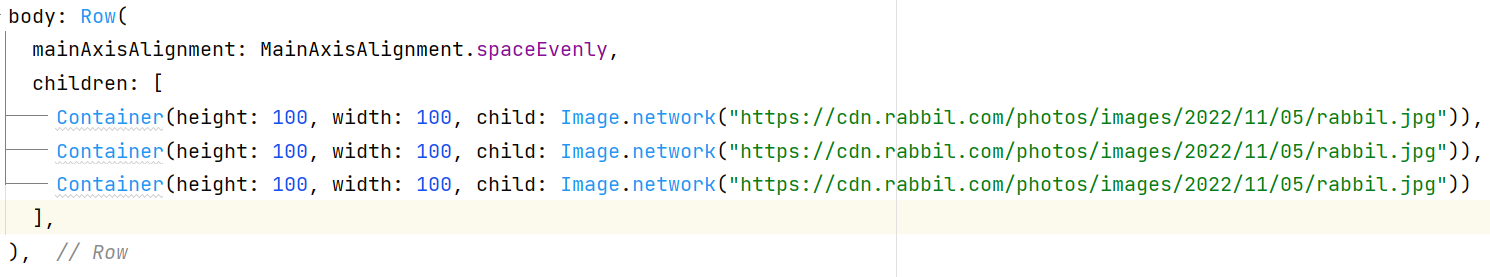 body: Row(
  mainAxisAlignment: MainAxisAlignment.spaceEvenly,
  children: [
    Container(height: 100, width: 100, child: Image.network("https://cdn.rabbil.com/photos/images/2022/11/05/rabbil.jpg")),
    Container(height: 100, width: 100, child: Image.network("https://cdn.rabbil.com/photos/images/2022/11/05/rabbil.jpg")),
    Container(height: 100, width: 100, child: Image.network("https://cdn.rabbil.com/photos/images/2022/11/05/rabbil.jpg"))
  ],
),  // Row